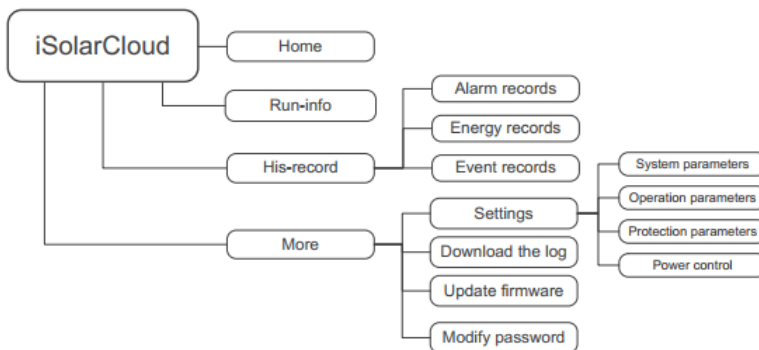 iSolarCloud
Home
Run-info
His-record
Alarm records
Energy records
Event records
More
Settings
System parameters
Operation parameters
Protection parameters
Power control
Download the log
Update firmware
Modify password